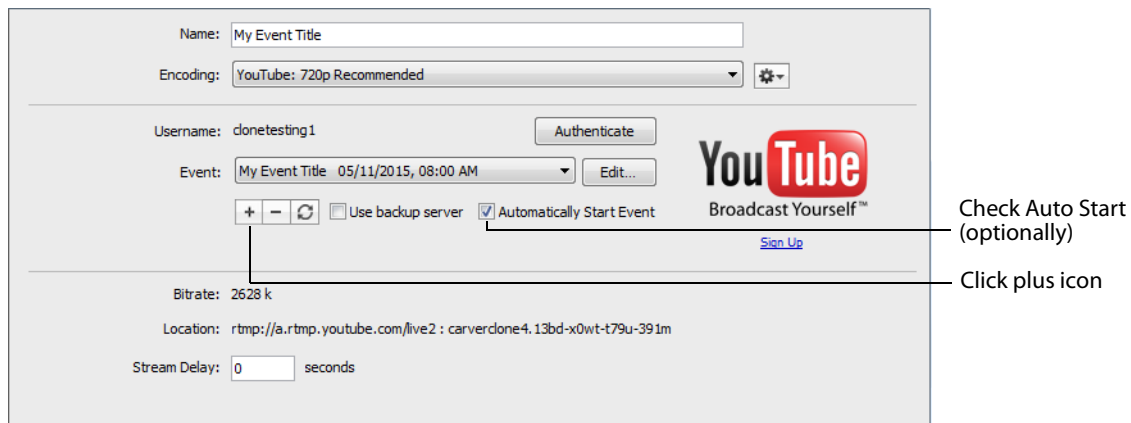 Name: My Event Title
Encoding: YouTube: 720p Recommended
Username: clonetesting1 Authenticate
Event: My Event Title 05/11/2015, 08:00 AM Edit...
You Tube
Broadcast Yourself™
Use backup server Automatically Start Event
Sign Up
Check Auto Start
(optionally)
Click plus icon
Bitrate: 2628 k
Location: rtmp://a.rtmp.youtube.com/live2 : carverclone4.13bd-x0wt-t79u-391m
Stream Delay: 0 seconds